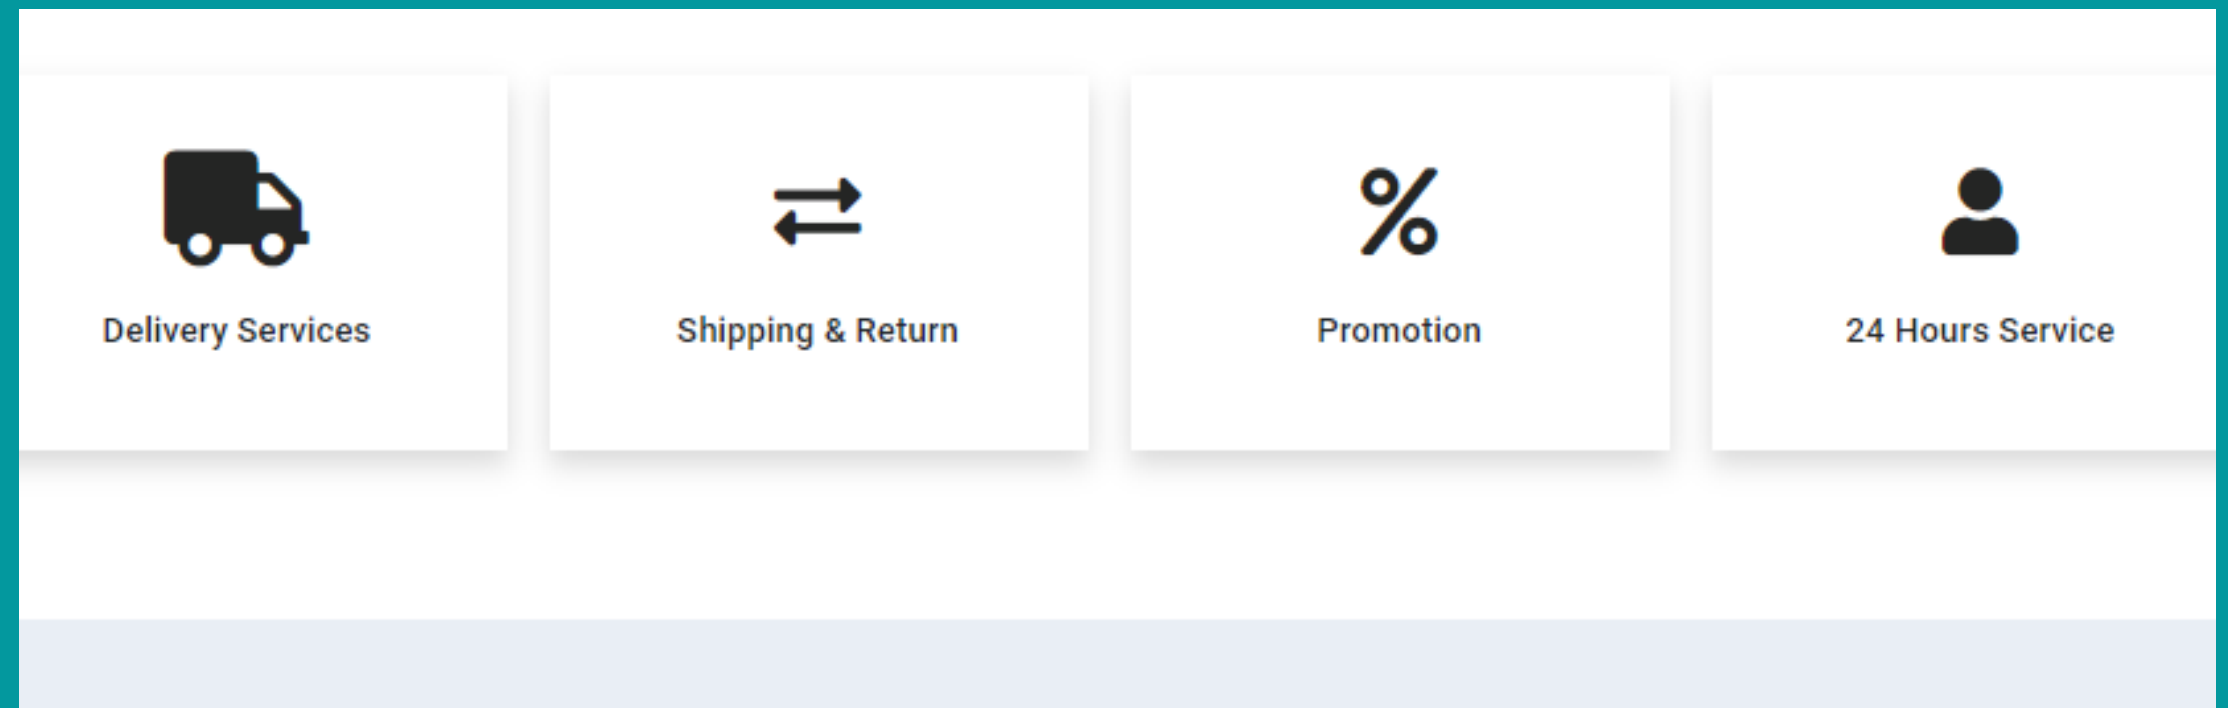 Delivery Services
Shipping & Return
Promotion
24 Hours Service